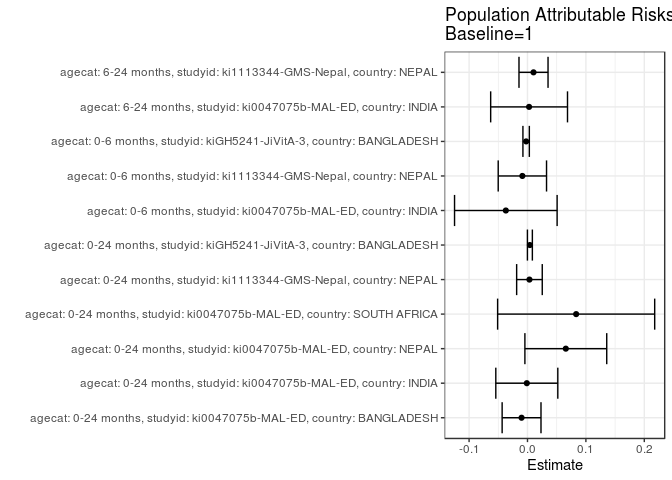 Population Attributable Risks
Baseline=1
agecat: 6-24 months, studyid: ki1113344-GMS-Nepal, country: NEPAL
agecat: 6-24 months, studyid: ki0047075b-MAL-ED, country: INDIA
agecat: 0-6 months, studyid: kiGH5241-JiVitA-3, country: BANGLADESH
agecat: 0-6 months, studyid: ki1113344-GMS-Nepal, country: NEPAL
agecat: 0-6 months, studyid: ki0047075b-MAL-ED, country: INDIA
agecat: 0-24 months, studyid: kiGH5241-JiVitA-3, country: BANGLADESH
agecat: 0-24 months, studyid: ki1113344-GMS-Nepal, country: NEPAL
agecat: 0-24 months, studyid: ki0047075b-MAL-ED, country: SOUTH AFRICA
agecat: 0-24 months, studyid: ki0047075b-MAL-ED, country: NEPAL
agecat: 0-24 months, studyid: ki0047075b-MAL-ED, country: INDIA
agecat: 0-24 months, studyid: ki0047075b-MAL-ED, country: BANGLADESH
-0.1 0.0 0.1 0.2
Estimate